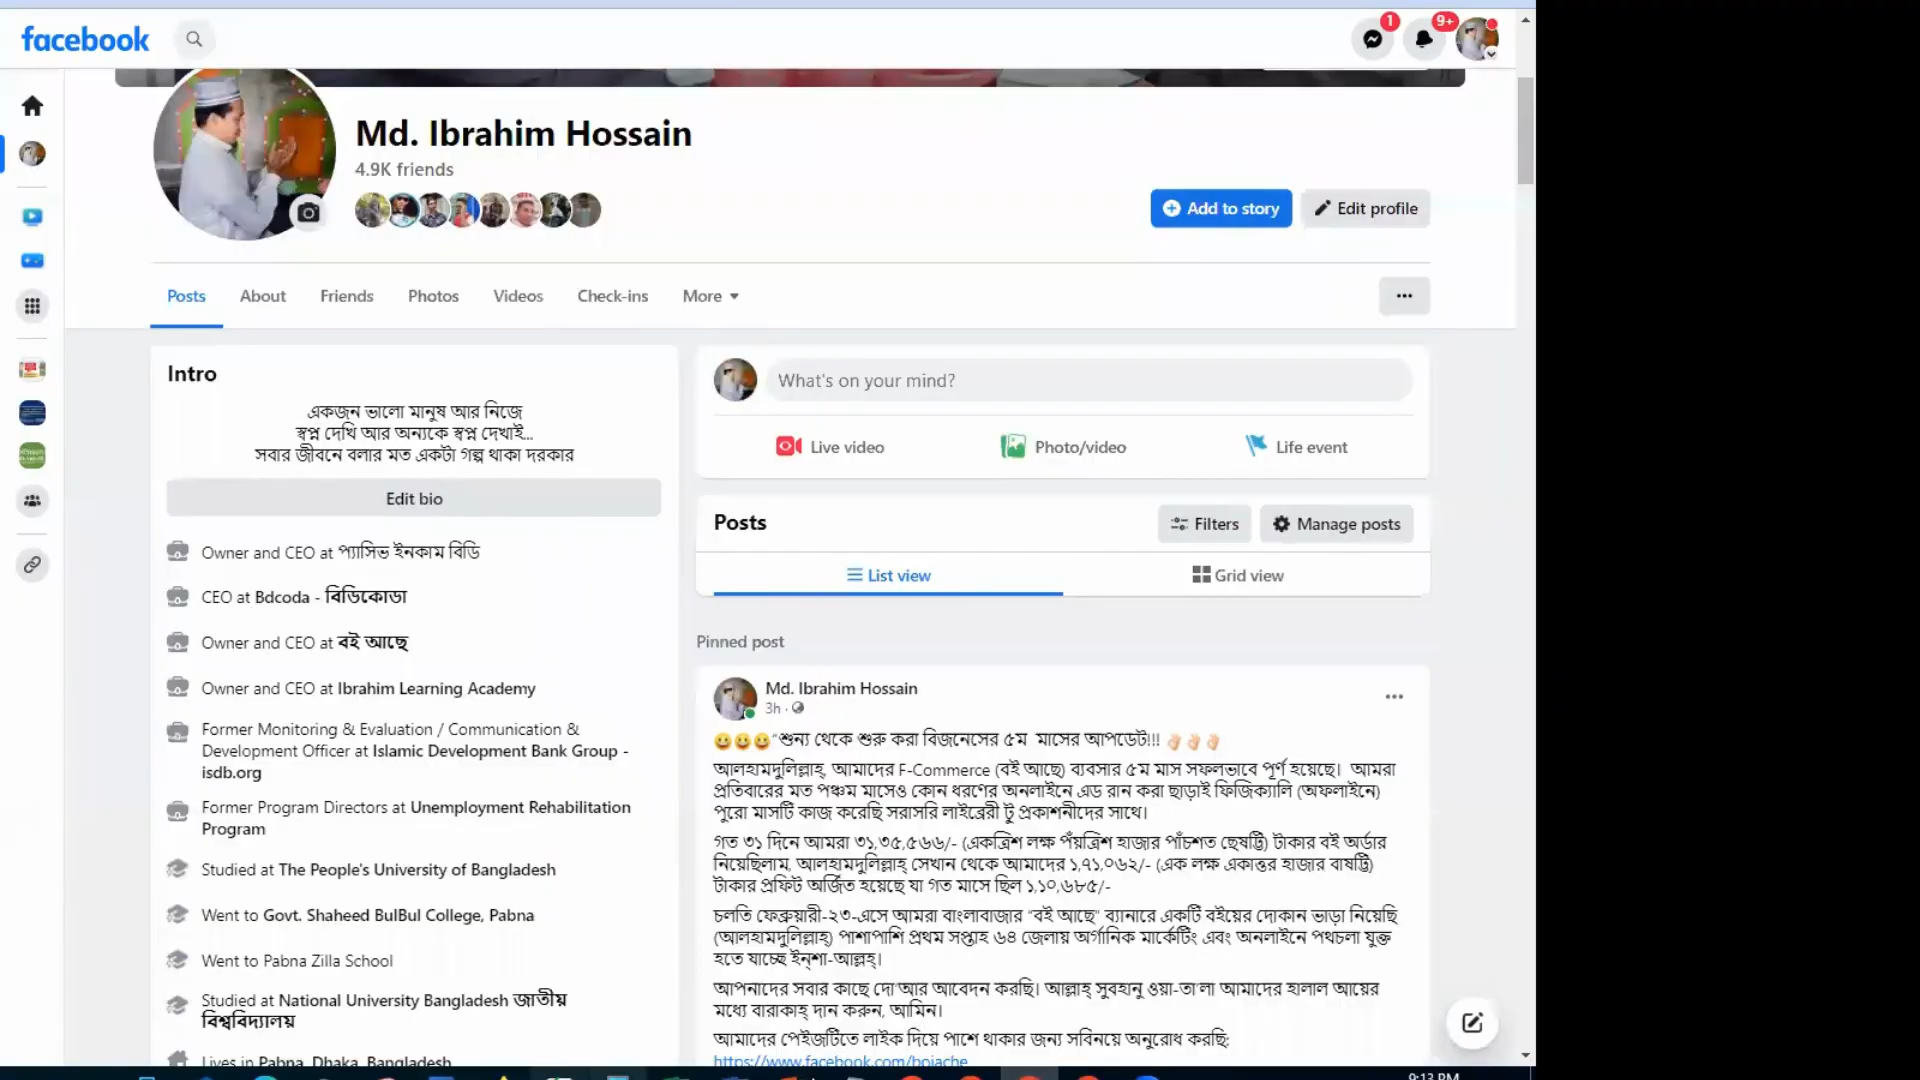 facebook
1
9+
Md. Ibrahim Hossain
4.9K friends
Add to story
Edit profile
Posts
About
Friends
Photos
Videos
Check-ins
More
Intro
একজন ভালো মানুষ আর নিজে
স্বপ্ন দেখি আর অন্যকে স্বপ্ন দেখাই...
সবার জীবনে বলার মত একটা গল্প থাকা দরকার
Edit bio
Owner and CEO at প্যাসিভ ইনকাম বিডি
CEO at Bdcoda - বিডিকোডা
Owner and CEO at বই আছে
Owner and CEO at Ibrahim Learning Academy
Former Monitoring & Evaluation / Communication &
Development Officer at Islamic Development Bank Group -
isdb.org
Former Program Directors at Unemployment Rehabilitation
Program
Studied at The People's University of Bangladesh
Went to Govt. Shaheed BulBul College, Pabna
Went to Pabna Zilla School
Studied at National University Bangladesh জাতীয়
বিশ্ববিদ্যালয়
Lives in Pabna, Dhaka, Bangladesh
What's on your mind?
Live video
Photo/video
Life event
Posts
Filters
Manage posts
List view
Grid view
Pinned post
Md. Ibrahim Hossain
3h ·
😀😀😀"শুন্য থেকে শুরু করা বিজনেসের ৫ম মাসের আপডেট!!! 👌🏻👌🏻👌🏻
আলহামদুলিল্লাহ, আমাদের F-Commerce (বই আছে) ব্যবসার ৫ম মাস সফলভাবে পূর্ণ হয়েছে। আমরা
প্রতিবারের মত পঞ্চম মাসেও কোন ধরণের অনলাইনে এড রান করা ছাড়াই ফিজিক্যালি (অফলাইনে)
পুরো মাসটি কাজ করেছি সরাসরি লাইব্রেরী টু প্রকাশনীদের সাথে।
গত ৩১ দিনে আমরা ৩১,৩৫,৫৬৬/- (একত্রিশ লক্ষ পঁয়ত্রিশ হাজার পাঁচশত ছেষট্টি) টাকার বই অর্ডার
নিয়েছিলাম, আলহামদুলিল্লাহ্‌ সেখান থেকে আমাদের ১,৭১,০৬২/- (এক লক্ষ একাত্তর হাজার বাষট্টি)
টাকার প্রফিট অর্জিত হয়েছে যা গত মাসে ছিল ১,১০,৬৮৫/-
চলতি ফেব্রুয়ারী-২৩-এসে আমরা বাংলাবাজার "বই আছে" ব্যানারে একটি বইয়ের দোকান ভাড়া নিয়েছি
(আলহামদুলিল্লাহ) পাশাপাশি প্রথম সপ্তাহ ৬৪ জেলায় অর্গানিক মার্কেটিং এবং অনলাইনে পথচলা যুক্ত
হতে যাচ্ছে ইন্‌শা-আল্লহ্‌।
আপনাদের সবার কাছে দো'আর আবেদন করছি। আল্লাহ্‌ সুবহানু ওয়া-তা'লা আমাদের হালাল আয়ের
মধ্যে বারাকাহ্‌ দান করুন, আমিন।
আমাদের পেইজটিতে লাইক দিয়ে পাশে থাকার জন্য সবিনয়ে অনুরোধ করছি:
https://www.facebook.com/boiache
9:13 PM